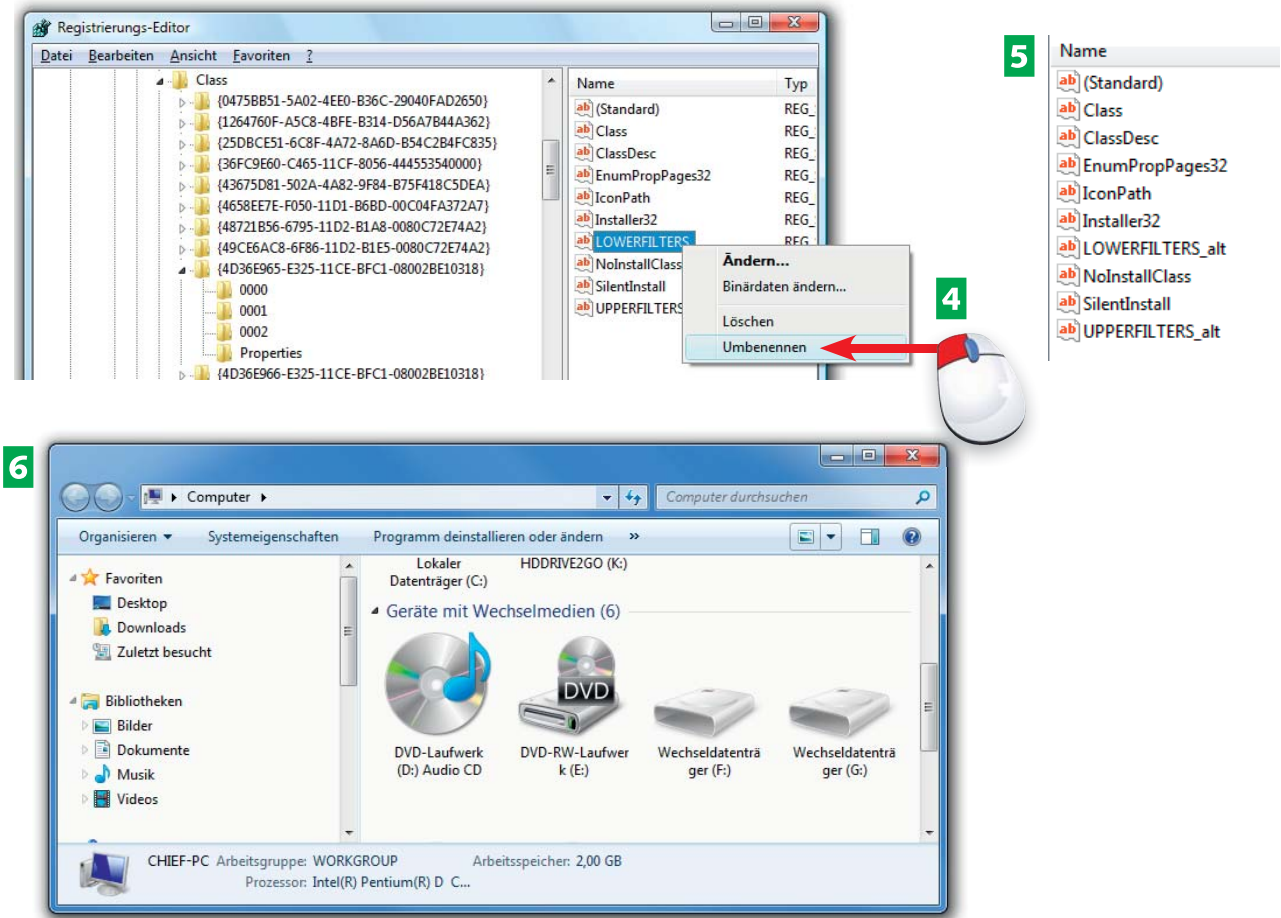 Registrierungs-Editor
Datei Bearbeiten Ansicht Favoriten ?
Class
{0475BB51-5A02-4EE0-B36C-29040FAD2650}
{1264760F-A5C8-4BFE-B314-D56A7B44A362}
{25DBCE51-6C8F-4A72-8A6D-B54C2B4FC835}
{36FC9E60-C465-11CF-8056-444553540000}
{43675D81-502A-4A82-9F84-B75F418C5DEA}
{4658EE7E-F050-11D1-B6BD-00C04FA372A7}
{48721B56-6795-11D2-B1A8-0080C72E74A2}
{49CE6AC8-6F86-11D2-B1E5-0080C72E74A2}
{4D36E965-E325-11CE-BFC1-08002BE10318}
0000
0001
0002
Properties
{4D36E966-E325-11CE-BFC1-08002BE10318}
Name Typ
(Standard) REG_
Class REG_
ClassDesc REG_
EnumPropPages32 REG_
IconPath REG_
Installer32 REG_
LOWERFILTERS REG_
NoInstallClass
SilentInstall
UPPERFILTERS
Ändern...
Binärdaten ändern...
Löschen
Umbenennen
4
5
Name
(Standard)
Class
ClassDesc
EnumPropPages32
IconPath
Installer32
LOWERFILTERS_alt
NoInstallClass
SilentInstall
UPPERFILTERS_alt
6
Computer
Computer durchsuchen
Organisieren Systemeigenschaften Programm deinstallieren oder ändern »
Favoriten
Desktop
Downloads
Zuletzt besucht
Bibliotheken
Bilder
Dokumente
Musik
Videos
Lokaler
Datenträger (C:)
HDDRIVE2GO (K:)
Geräte mit Wechselmedien (6)
DVD
DVD-Laufwerk
(D:) Audio CD
DVD-RW-Laufwer
k (E:)
Wechseldatenträ
ger (F:)
Wechseldatenträ
ger (G:)
CHIEF-PC Arbeitsgruppe: WORKGROUP Arbeitsspeicher: 2,00 GB
Prozessor: Intel(R) Pentium(R) D C...